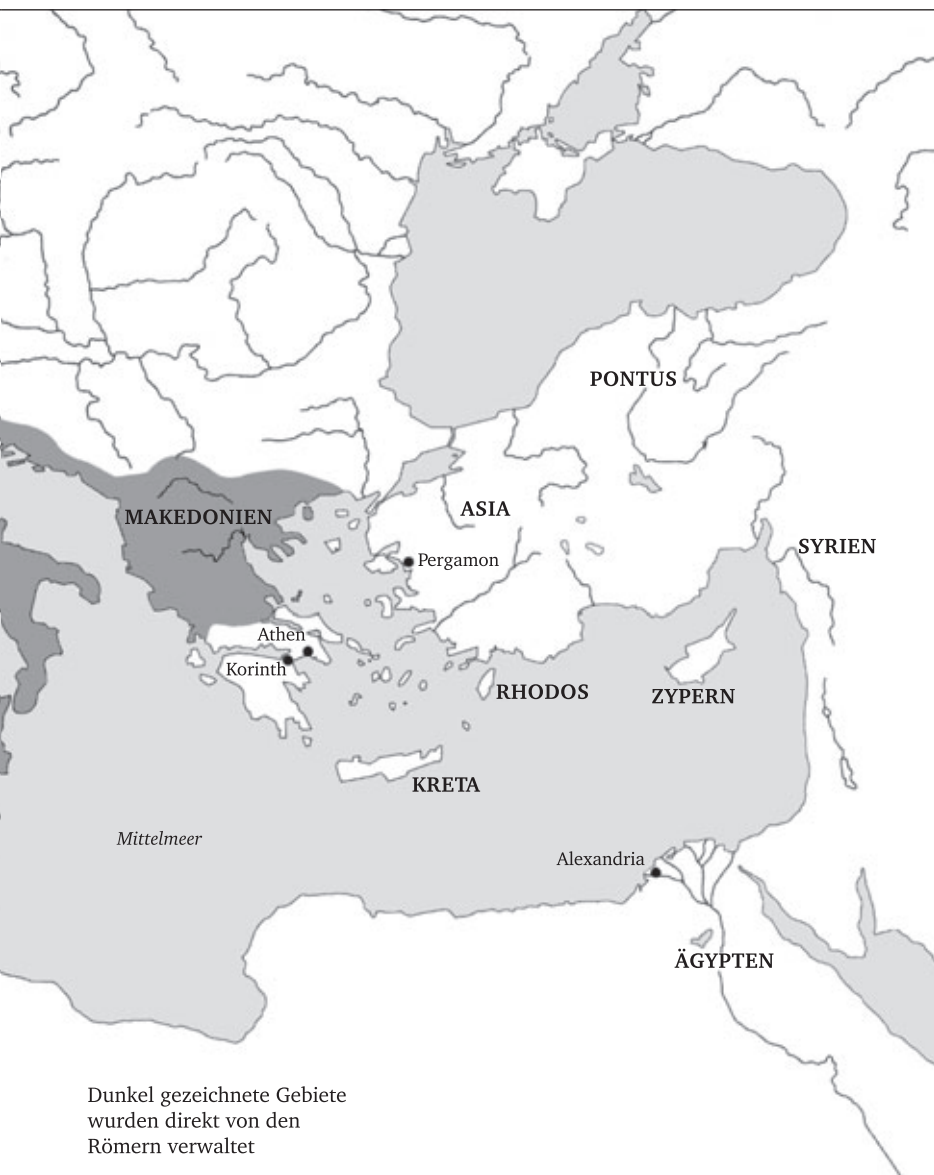 PONTUS
MAKEDONIEN
ASIA
SYRIEN
Pergamon
Athen
Korinth
RHODOS
ZYPERN
KRETA
Mittelmeer
Alexandria
ÄGYPTEN
Dunkel gezeichnete Gebiete
wurden direkt von den
Römern verwaltet